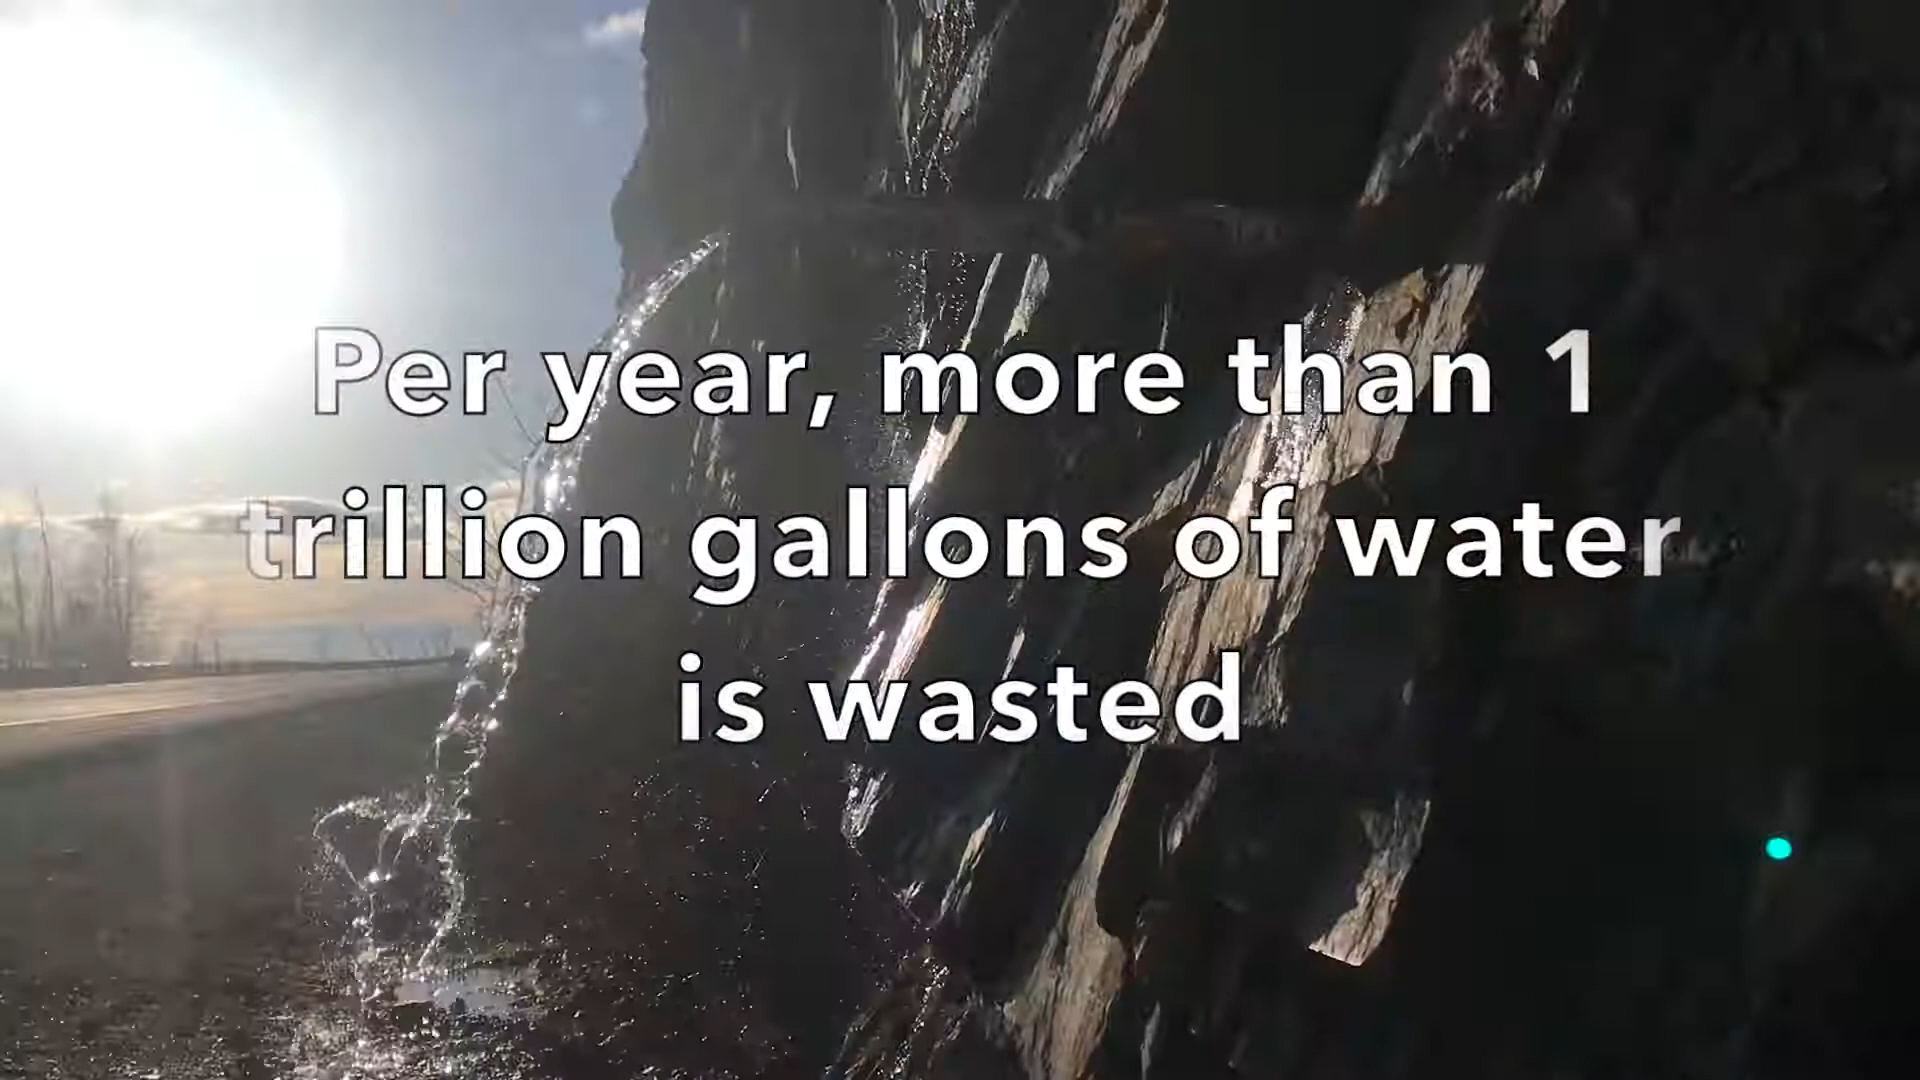 Per year, more than 1
trillion gallons of water
is wasted